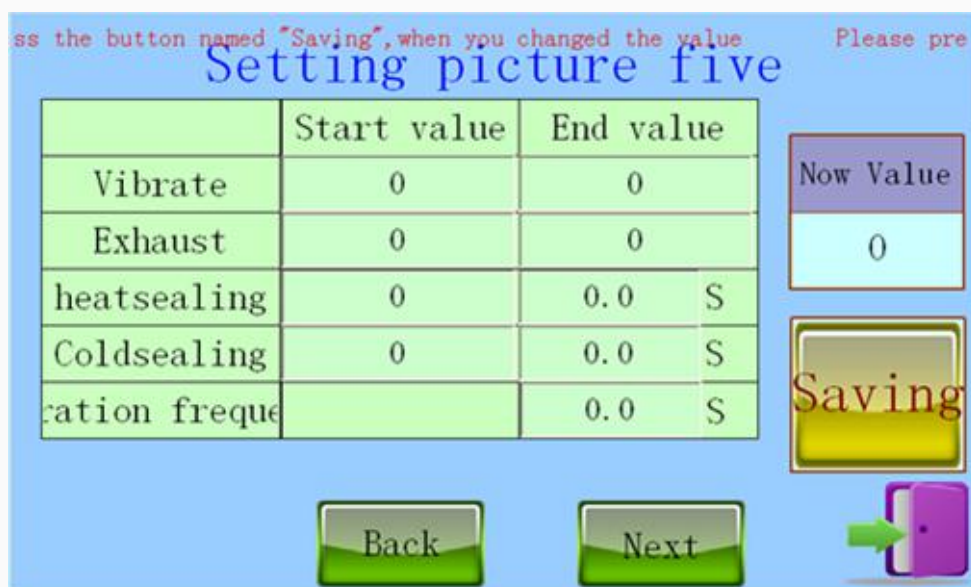 ss the button named "Saving",when you changed the value Please pre
Setting picture five
Start value End value
Vibrate 0 0
Exhaust 0 0
heatsealing 0 0.0 S
Coldsealing 0 0.0 S
ration freque 0.0 S
Now Value
0
Saving
Back Next